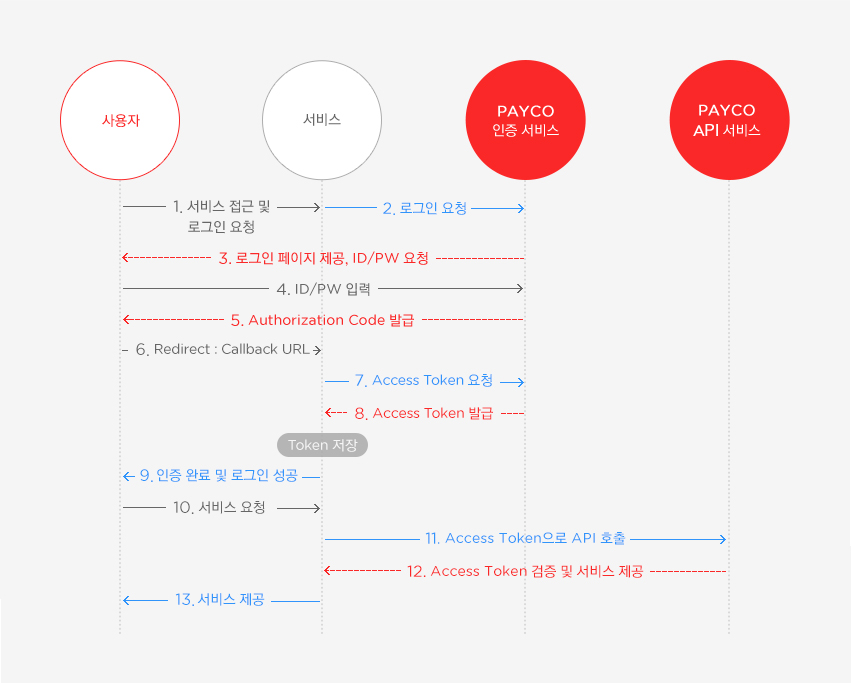 사용자
서비스
PAYCO
인증 서비스
PAYCO
API 서비스
1. 서비스 접근 및
로그인 요청
2. 로그인 요청
3. 로그인 페이지 제공, ID/PW 요청
4. ID/PW 입력
5. Authorization Code 발급
6. Redirect : Callback URL
7. Access Token 요청
8. Access Token 발급
Token 저장
9. 인증 완료 및 로그인 성공
10. 서비스 요청
11. Access Token으로 API 호출
12. Access Token 검증 및 서비스 제공
13. 서비스 제공